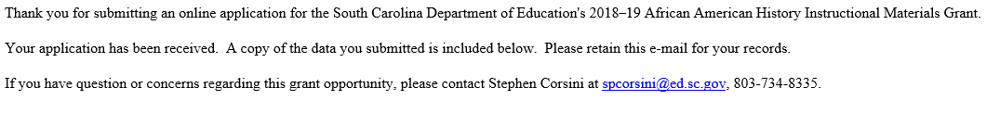 Thank you for submitting an online application for the South Carolina Department of Education's 2018–19 African American History Instructional Materials Grant.
Your application has been received.  A copy of the data you submitted is included below.  Please retain this e-mail for your records.
If you have question or concerns regarding this grant opportunity, please contact Stephen Corsini at spcorsini@ed.sc.gov, 803-734-8335.